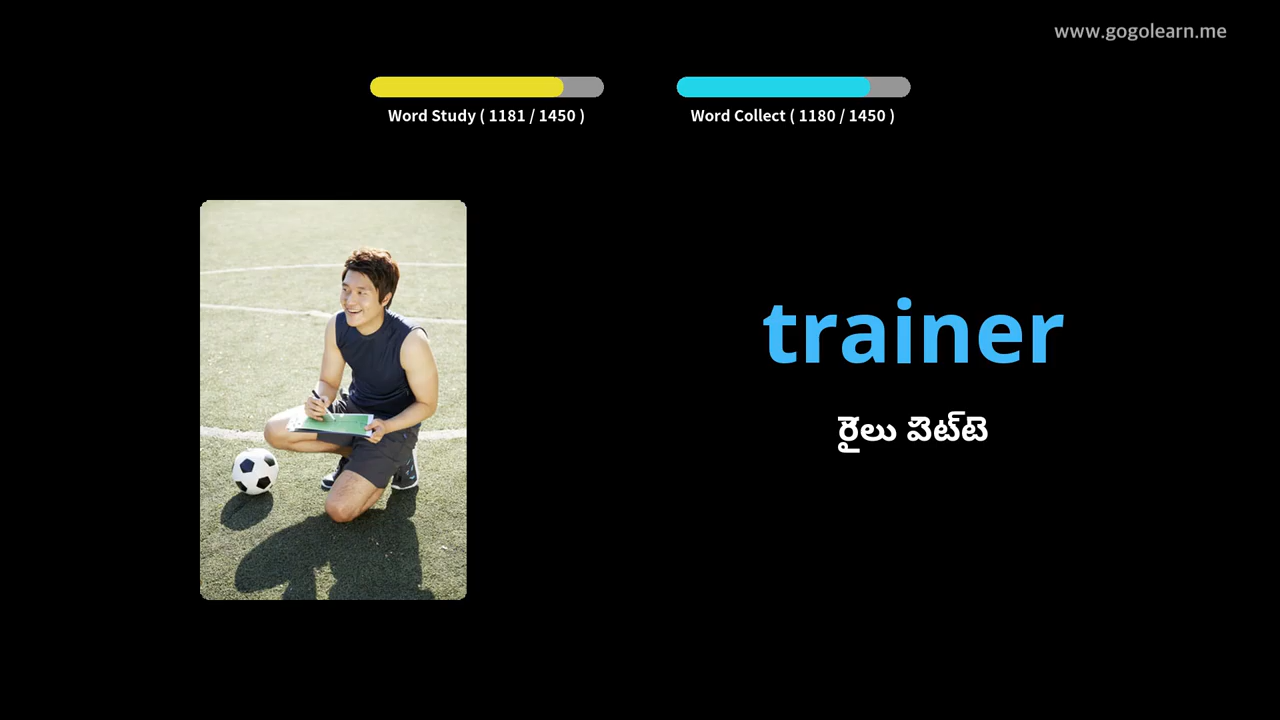 www.gogolearn.me
Word Study ( 1181 / 1450 )
Word Collect ( 1180 / 1450 )
trainer
రైలు పెట్టె